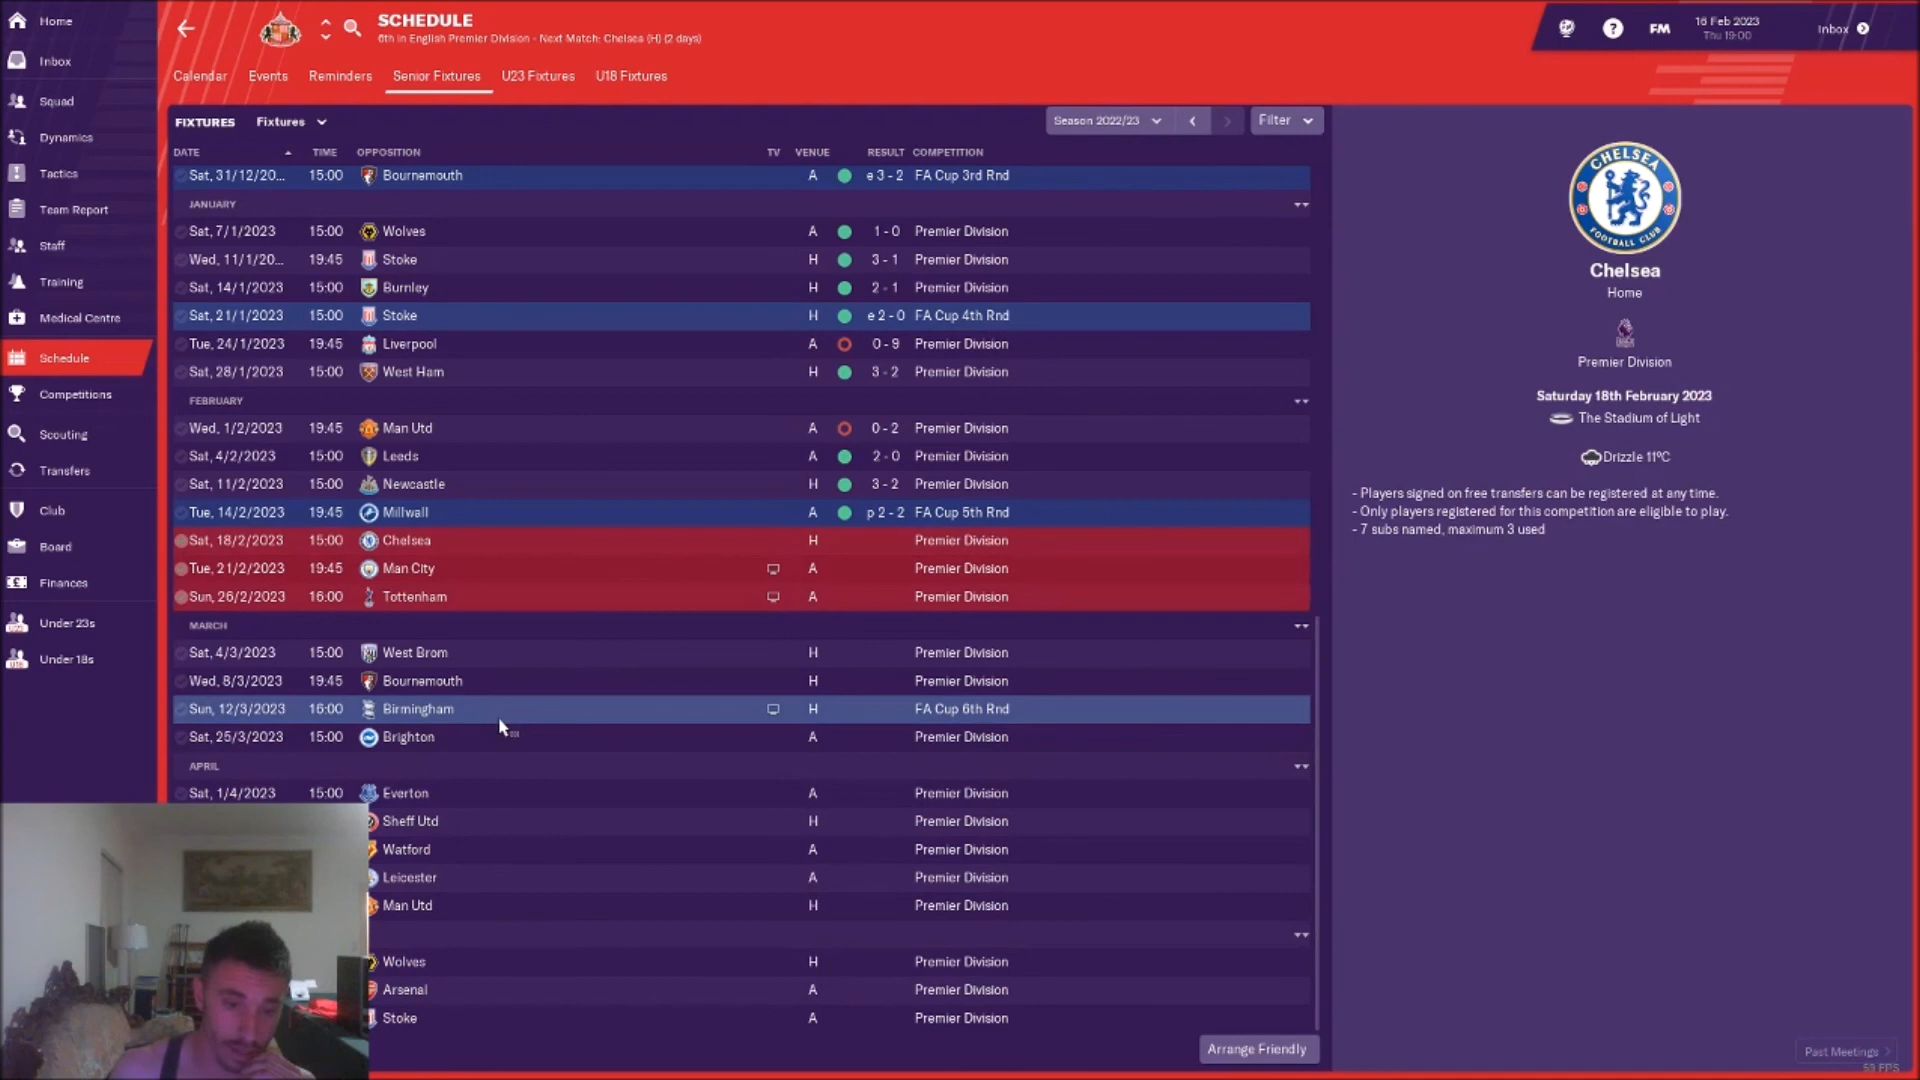 Home
Inbox
Squad
Dynamics
Tactics
Team Report
Staff
Training
Medical Centre
Schedule
Competitions
Scouting
Transfers
Club
Board
Finances
Under 23s
Under 18s
SCHEDULE
6th in English Premier Division - Next Match: Chelsea (H) (2 days)
FM
16 Feb 2023
Thu 19:00
Inbox
Calendar Events Reminders Senior Fixtures U23 Fixtures U18 Fixtures
FIXTURES Fixtures Season 2022/23 Filter
DATE TIME OPPOSITION TV VENUE RESULT COMPETITION
Sat, 31/12/20... 15:00 Bournemouth A e 3 - 2 FA Cup 3rd Rnd
JANUARY
Sat, 7/1/2023 15:00 Wolves A 1 - 0 Premier Division
Wed, 11/1/20... 19:45 Stoke H 3 - 1 Premier Division
Sat, 14/1/2023 15:00 Burnley H 2 - 1 Premier Division
Sat, 21/1/2023 15:00 Stoke H e 2 - 0 FA Cup 4th Rnd
Tue, 24/1/2023 19:45 Liverpool A 0 - 9 Premier Division
Sat, 28/1/2023 15:00 West Ham H 3 - 2 Premier Division
FEBRUARY
Wed, 1/2/2023 19:45 Man Utd A 0 - 2 Premier Division
Sat, 4/2/2023 15:00 Leeds A 2 - 0 Premier Division
Sat, 11/2/2023 15:00 Newcastle H 3 - 2 Premier Division
Tue, 14/2/2023 19:45 Millwall A p 2 - 2 FA Cup 5th Rnd
Sat, 18/2/2023 15:00 Chelsea H Premier Division
Tue, 21/2/2023 19:45 Man City A Premier Division
Sun, 26/2/2023 16:00 Tottenham A Premier Division
MARCH
Sat, 4/3/2023 15:00 West Brom H Premier Division
Wed, 8/3/2023 19:45 Bournemouth H Premier Division
Sun, 12/3/2023 16:00 Birmingham H FA Cup 6th Rnd
Sat, 25/3/2023 15:00 Brighton A Premier Division
APRIL
Sat, 1/4/2023 15:00 Everton A Premier Division
Sheff Utd H Premier Division
Watford A Premier Division
Leicester A Premier Division
Man Utd H Premier Division
Wolves H Premier Division
Arsenal A Premier Division
Stoke A Premier Division
Arrange Friendly
CHELSEA
FOOTBALL CLUB
Chelsea
Home
Premier Division
Saturday 18th February 2023
The Stadium of Light
Drizzle 11°C
- Players signed on free transfers can be registered at any time.
- Only players registered for this competition are eligible to play.
- 7 subs named, maximum 3 used
Past Meetings
59 FPS